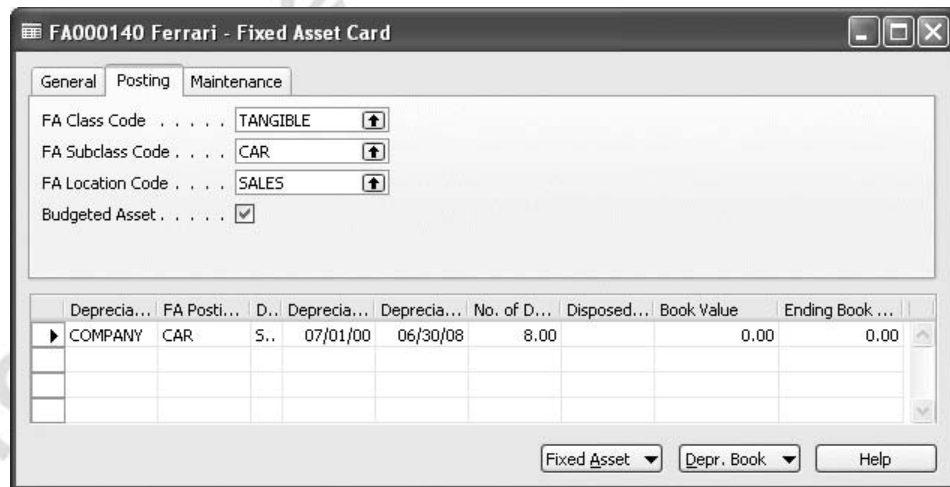 FA000140 Ferrari - Fixed Asset Card
General Posting Maintenance
FA Class Code . . . . . TANGIBLE
FA Subclass Code . . . . CAR
FA Location Code . . . . SALES
Budgeted Asset . . . . .
Deprecia... FA Posti... D.. Deprecia... Deprecia... No. of D... Disposed... Book Value Ending Book ...
COMPANY CAR S.. 07/01/00 06/30/08 8.00 0.00 0.00
Fixed Asset Depr. Book Help